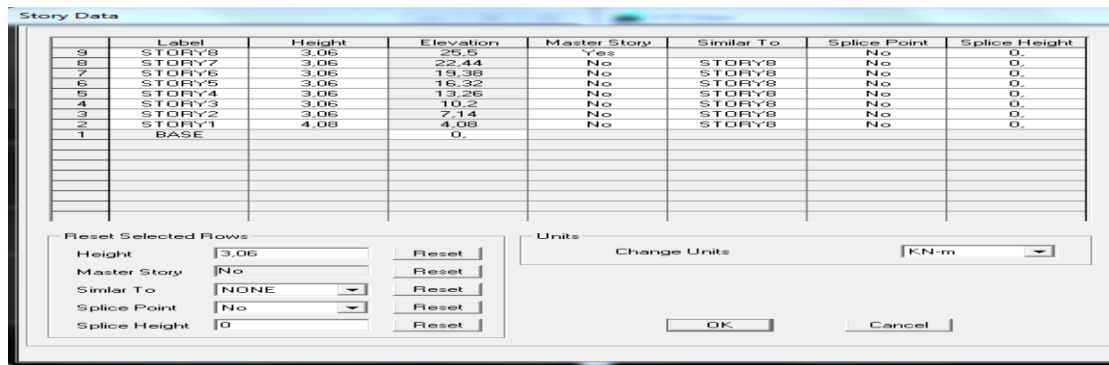 Story Data
Label Height Elevation Master Story Similar To Splice Point Splice Height
9 STORY8 3,06 25,5 Yes No 0,
8 STORY7 3,06 22,44 No STORY8 No 0,
7 STORY6 3,06 19,38 No STORY8 No 0,
6 STORY5 3,06 16,32 No STORY8 No 0,
5 STORY4 3,06 13,26 No STORY8 No 0,
4 STORY3 3,06 10,2 No STORY8 No 0,
3 STORY2 3,06 7,14 No STORY8 No 0,
2 STORY1 4,08 4,08 No STORY8 No 0,
1 BASE 0,
Reset Selected Rows
Height 3,06 Reset
Master Story No Reset
Simlar To NONE Reset
Splice Point No Reset
Splice Height 0 Reset
Units
Change Units KN-m
OK Cancel